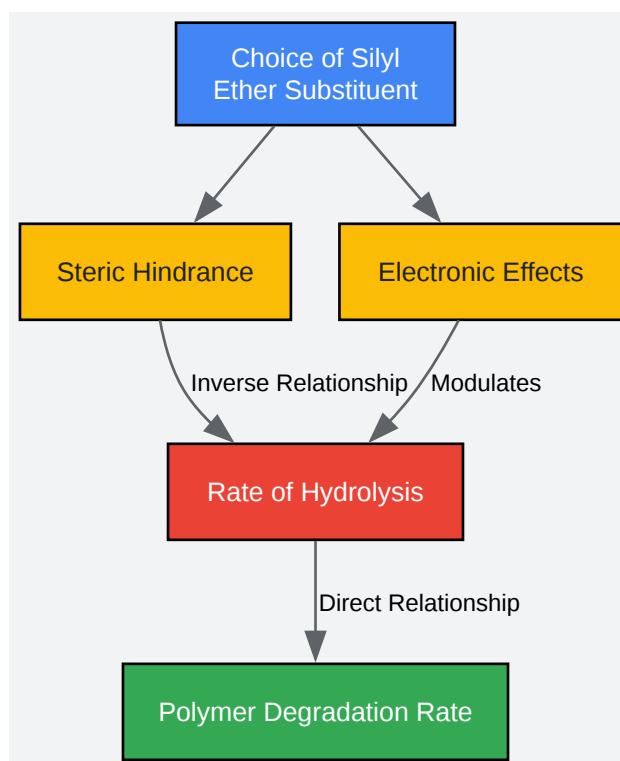 Choice of Silyl
Ether Substituent
Steric Hindrance
Electronic Effects
Inverse Relationship
Modulates
Rate of Hydrolysis
Direct Relationship
Polymer Degradation Rate